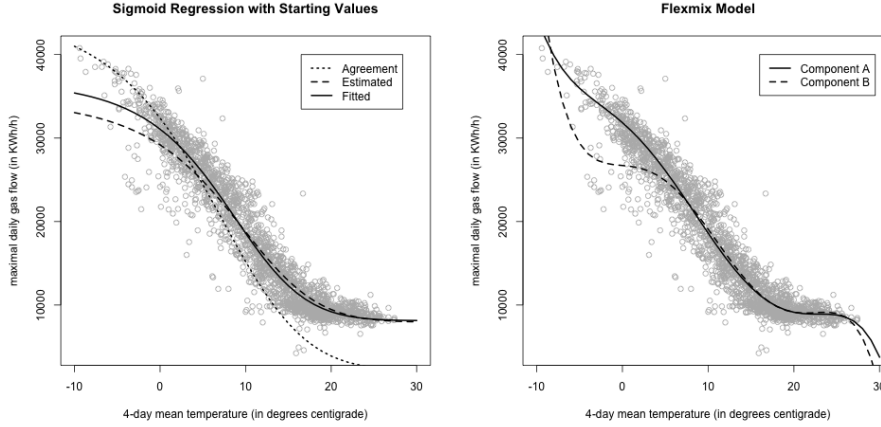 Sigmoid Regression with Starting Values
maximal daily gas flow (in KWh/h)
40000
30000
20000
10000
Agreement
Estimated
Fitted
-10 0 10 20 30
4-day mean temperature (in degrees centigrade)
Flexmix Model
maximal daily gas flow (in KWh/h)
40000
30000
20000
10000
Component A
Component B
-10 0 10 20 30
4-day mean temperature (in degrees centigrade)